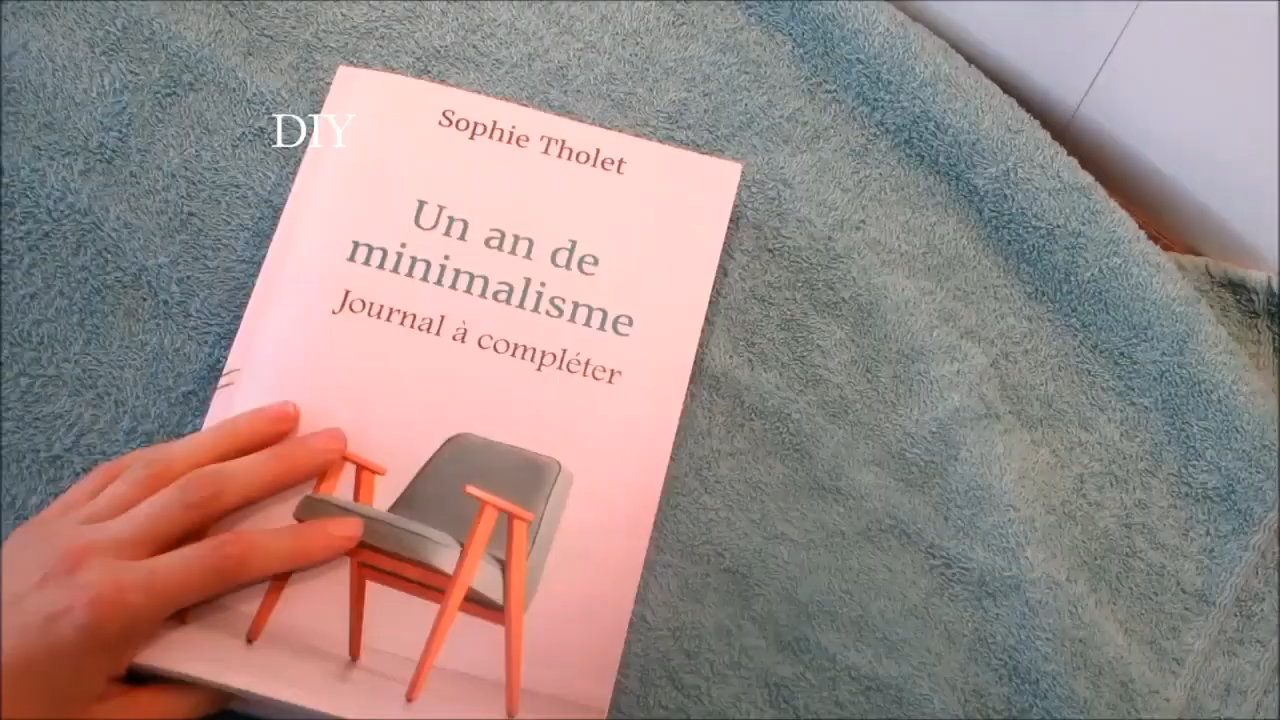 DIY
Sophie Tholet
Un an de
minimalisme
Journal à compléter